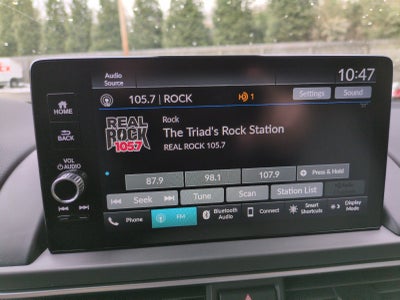 Audio
Source
10:47
105.7 | ROCK
1
Settings
Sound
HOME
BACK
VOL
AUDIO
REAL
ROCK
105.7
Rock
The Triad's Rock Station
REAL ROCK 105.7
87.9
98.1
107.9
Press & Hold
Seek
Tune
Scan
Station List
Phone
FM
Bluetooth
Audio
Connect
Smart
Shortcuts
Display
Mode